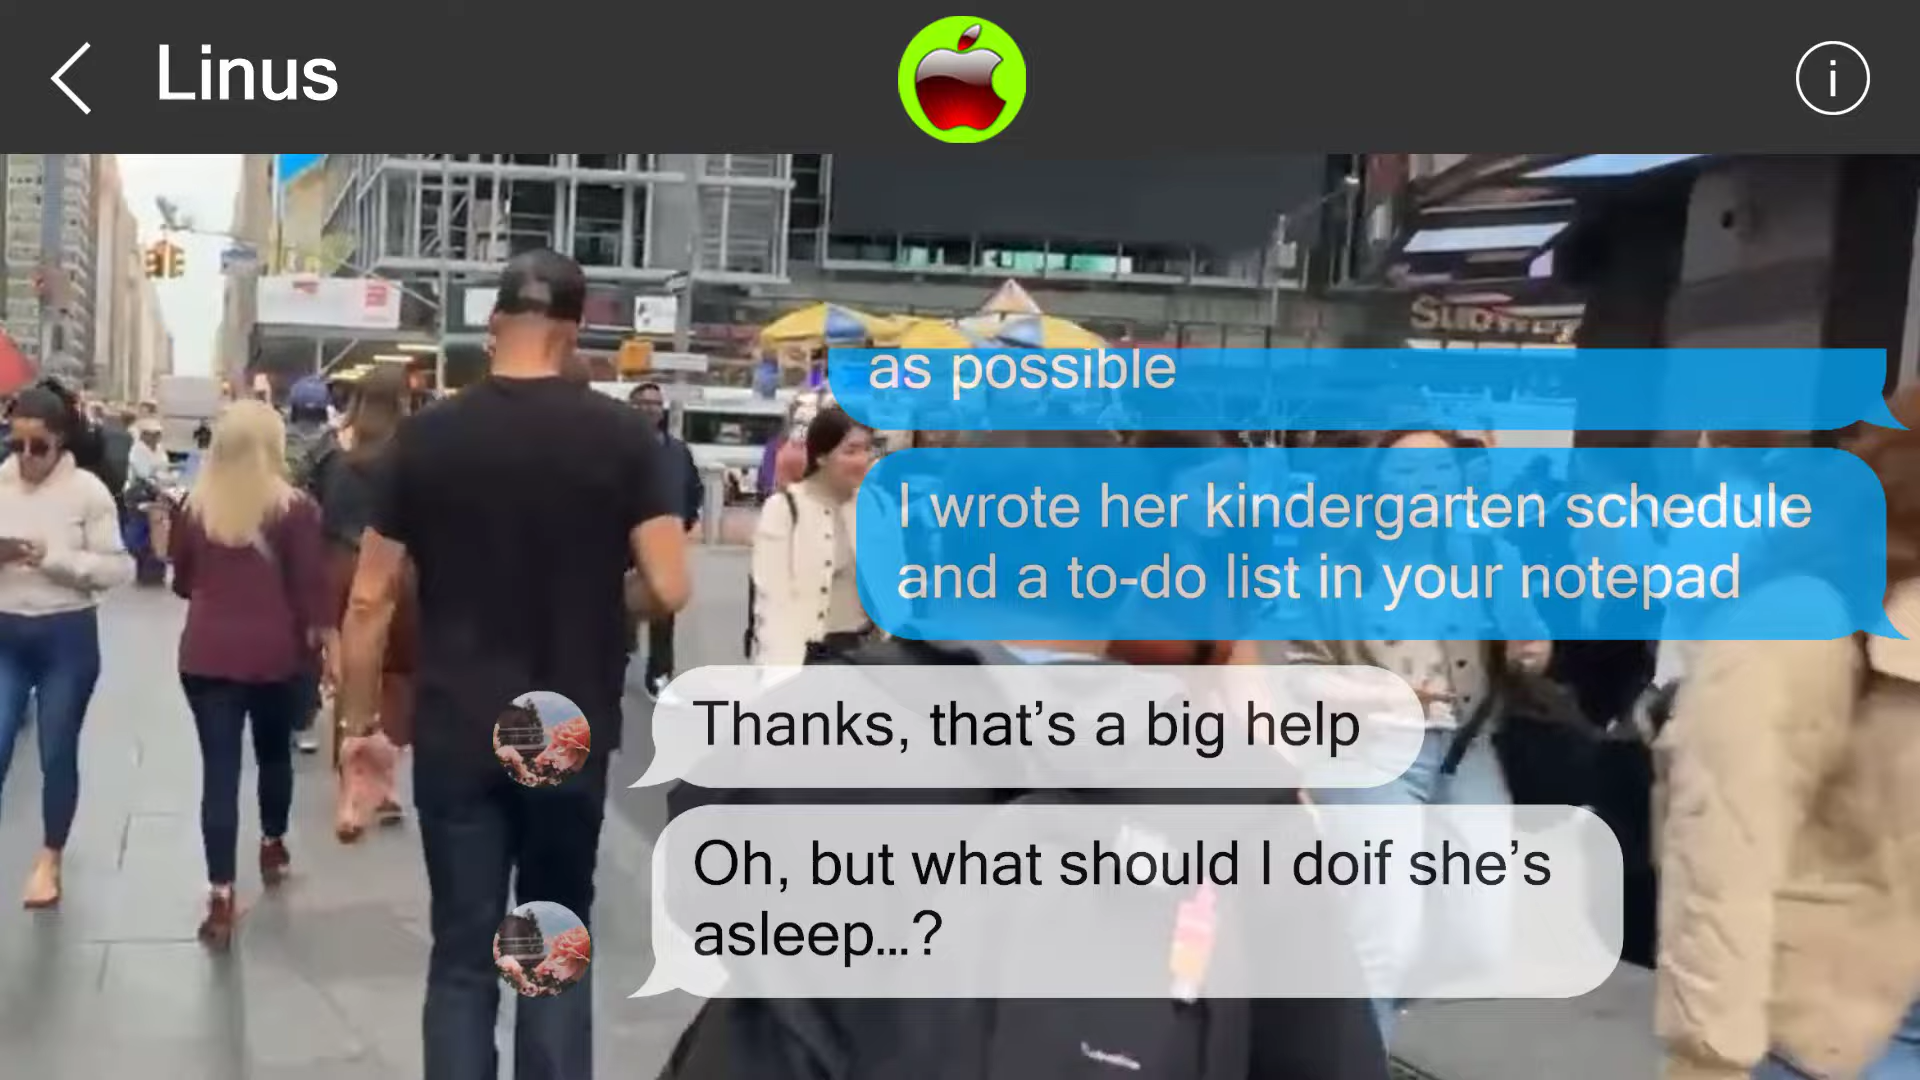 Linus
i
Subway
as possible
I wrote her kindergarten schedule
and a to-do list in your notepad
Thanks, that’s a big help
Oh, but what should I doif she’s
asleep...?